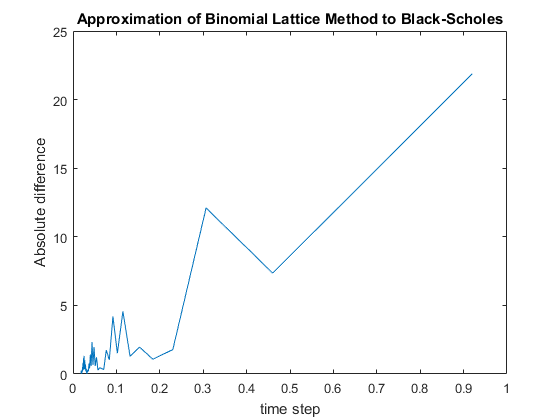 Approximation of Binomial Lattice Method to Black-Scholes
25
20
15
10
5
0
Absolute difference
0 0.1 0.2 0.3 0.4 0.5 0.6 0.7 0.8 0.9 1
time step